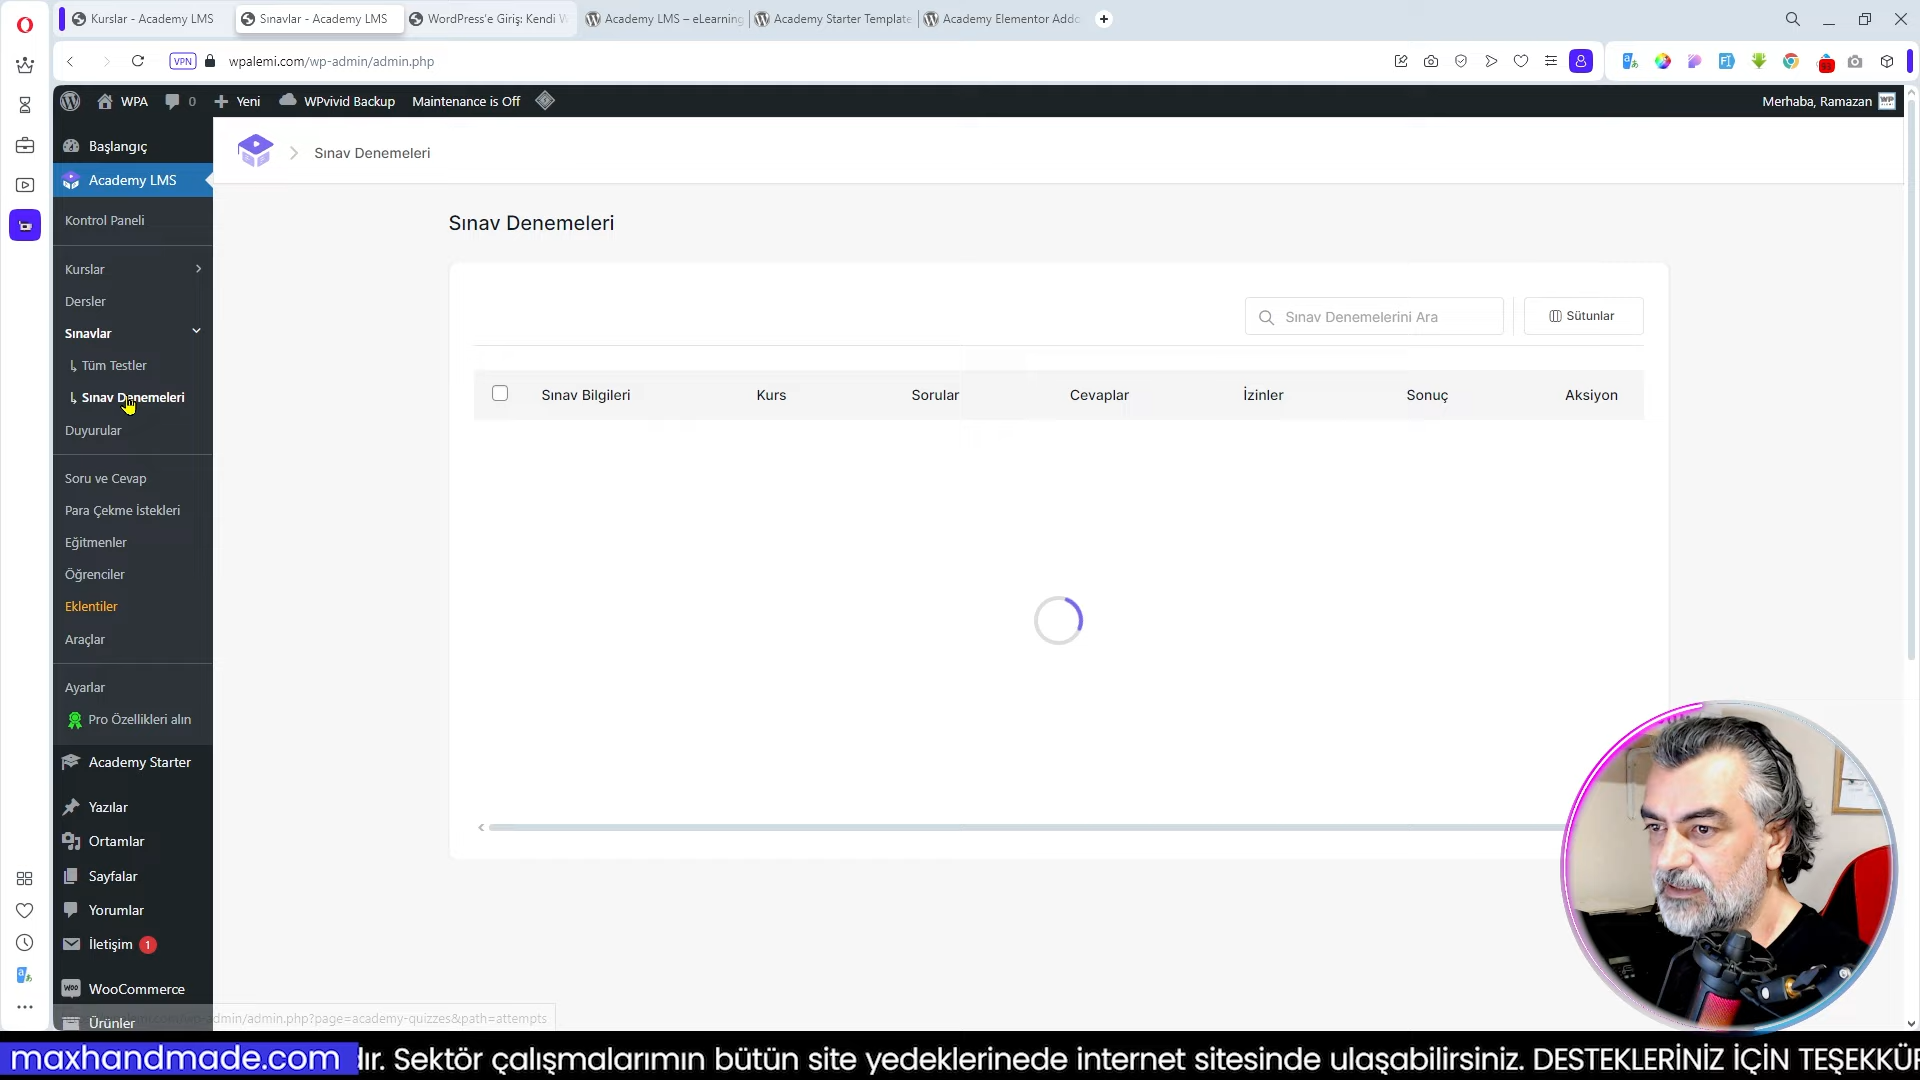 Kurslar - Academy LMS
Sınavlar - Academy LMS
WordPress'e Giriş: Kendi W
Academy LMS – eLearning
Academy Starter Template
Academy Elementor Addo
VPN
wpalemi.com/wp-admin/admin.php
WPA
0
Yeni
WPvivid Backup
Maintenance is Off
Merhaba, Ramazan
Başlangıç
Academy LMS
Kontrol Paneli
Kurslar
Dersler
Sınavlar
↳ Tüm Testler
↳ Sınav Denemeleri
Duyurular
Soru ve Cevap
Para Çekme İstekleri
Eğitmenler
Öğrenciler
Eklentiler
Araçlar
Ayarlar
Pro Özellikleri alın
Academy Starter
Yazılar
Ortamlar
Sayfalar
Yorumlar
İletişim 1
WooCommerce
Ürünler
Sınav Denemeleri
Sınav Denemeleri
Sınav Denemelerini Ara
Sütunlar
Sınav Bilgileri
Kurs
Sorular
Cevaplar
İzinler
Sonuç
Aksiyon
admin/admin.php?page=academy-quizzes&path=attempts
maxhandmade.com
dır. Sektör çalışmalarımın bütün site yedeklerinede internet sitesinde ulaşabilirsiniz. DESTEKLERİNİZ İÇİN TEŞEKKÜR